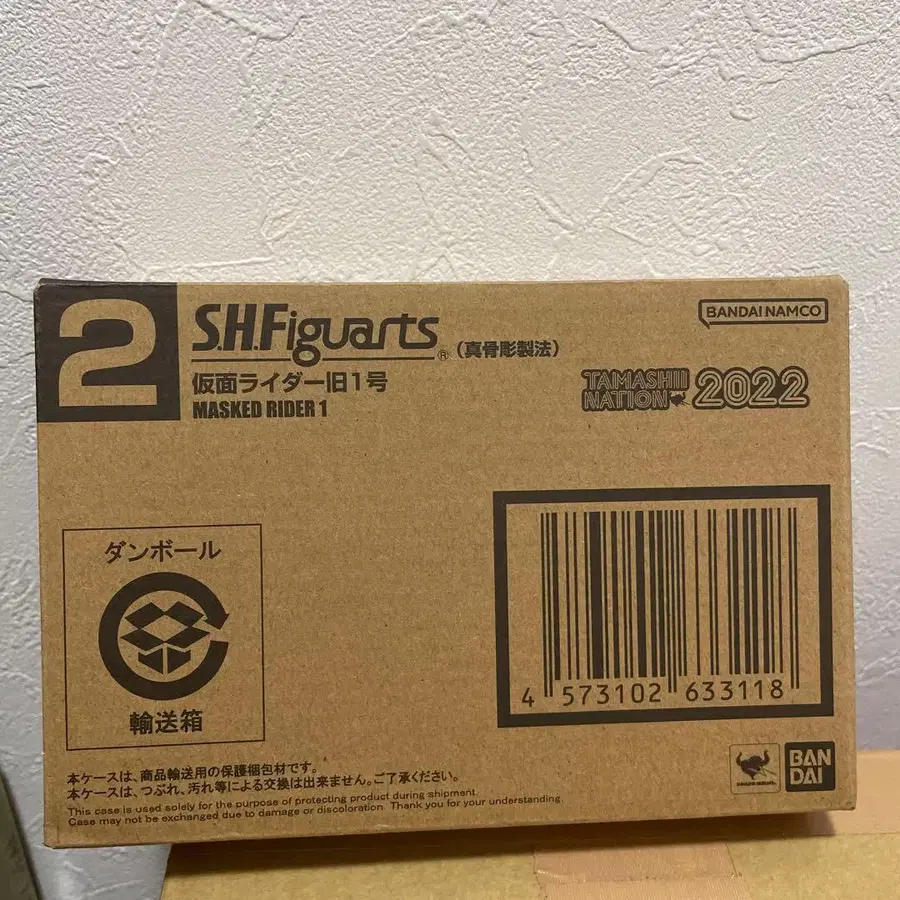 2
S.H.Figuarts® (真骨彫製法)
仮面ライダー旧1号
MASKED RIDER 1
BANDAI NAMCO
TAMASHII NATION 2022
ダンボール
輸送箱
4 573102 633118
本ケースは、商品輸送用の保護梱包材です。
本ケースは、つぶれ、汚れ等による交換は出来ません。ご了承ください。
This case is used solely for the purpose of protecting product during shipment.
Case may not be exchanged due to damage or discoloration. Thank you for your understanding
BAN
DAI